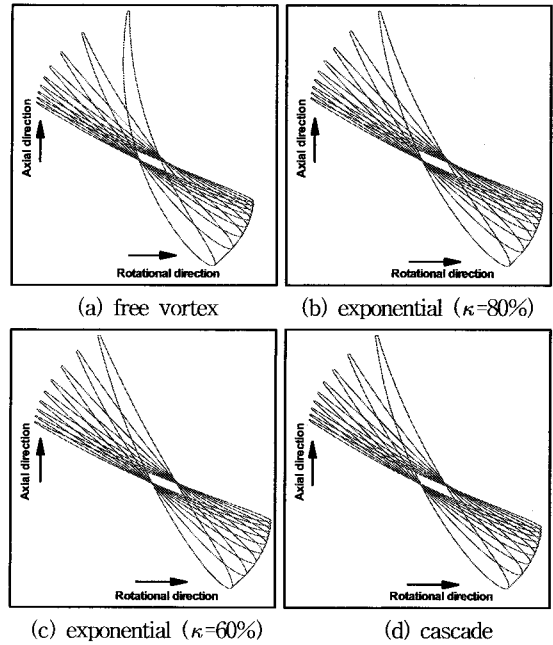 Axial direction
Rotational direction
(a) free vortex
Axial direction
Rotational direction
(b) exponential (κ=80%)
Axial direction
Rotational direction
(c) exponential (κ=60%)
Axial direction
Rotational direction
(d) cascade